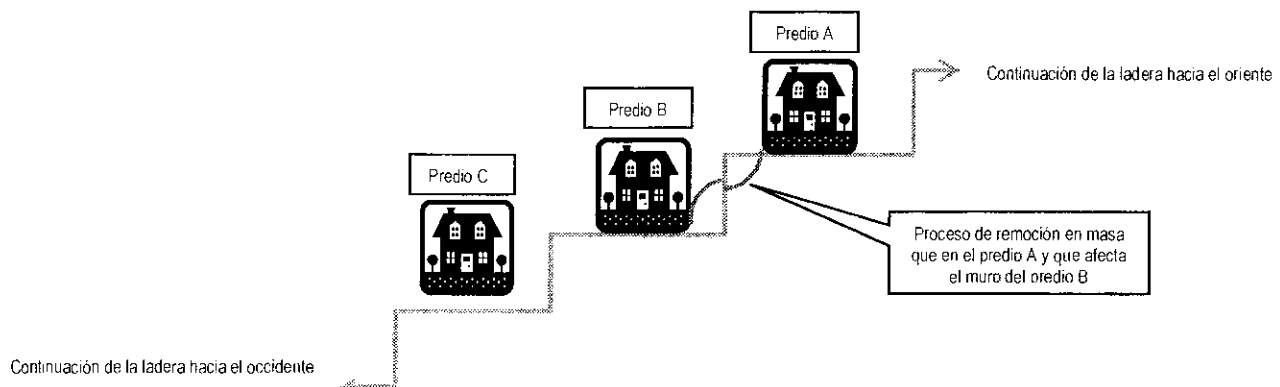 Predio A
Continuación de la ladera hacia el oriente
Predio B
Predio C
Proceso de remoción en masa
que en el predio A y que afecta
el muro del predio B
Continuación de la ladera hacia el occidente